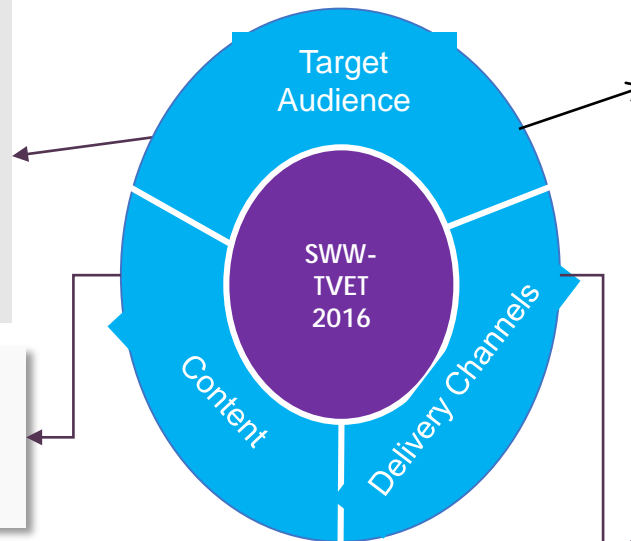 Target
Audience
SWW-
TVET
2016
Content
Delivery Channels